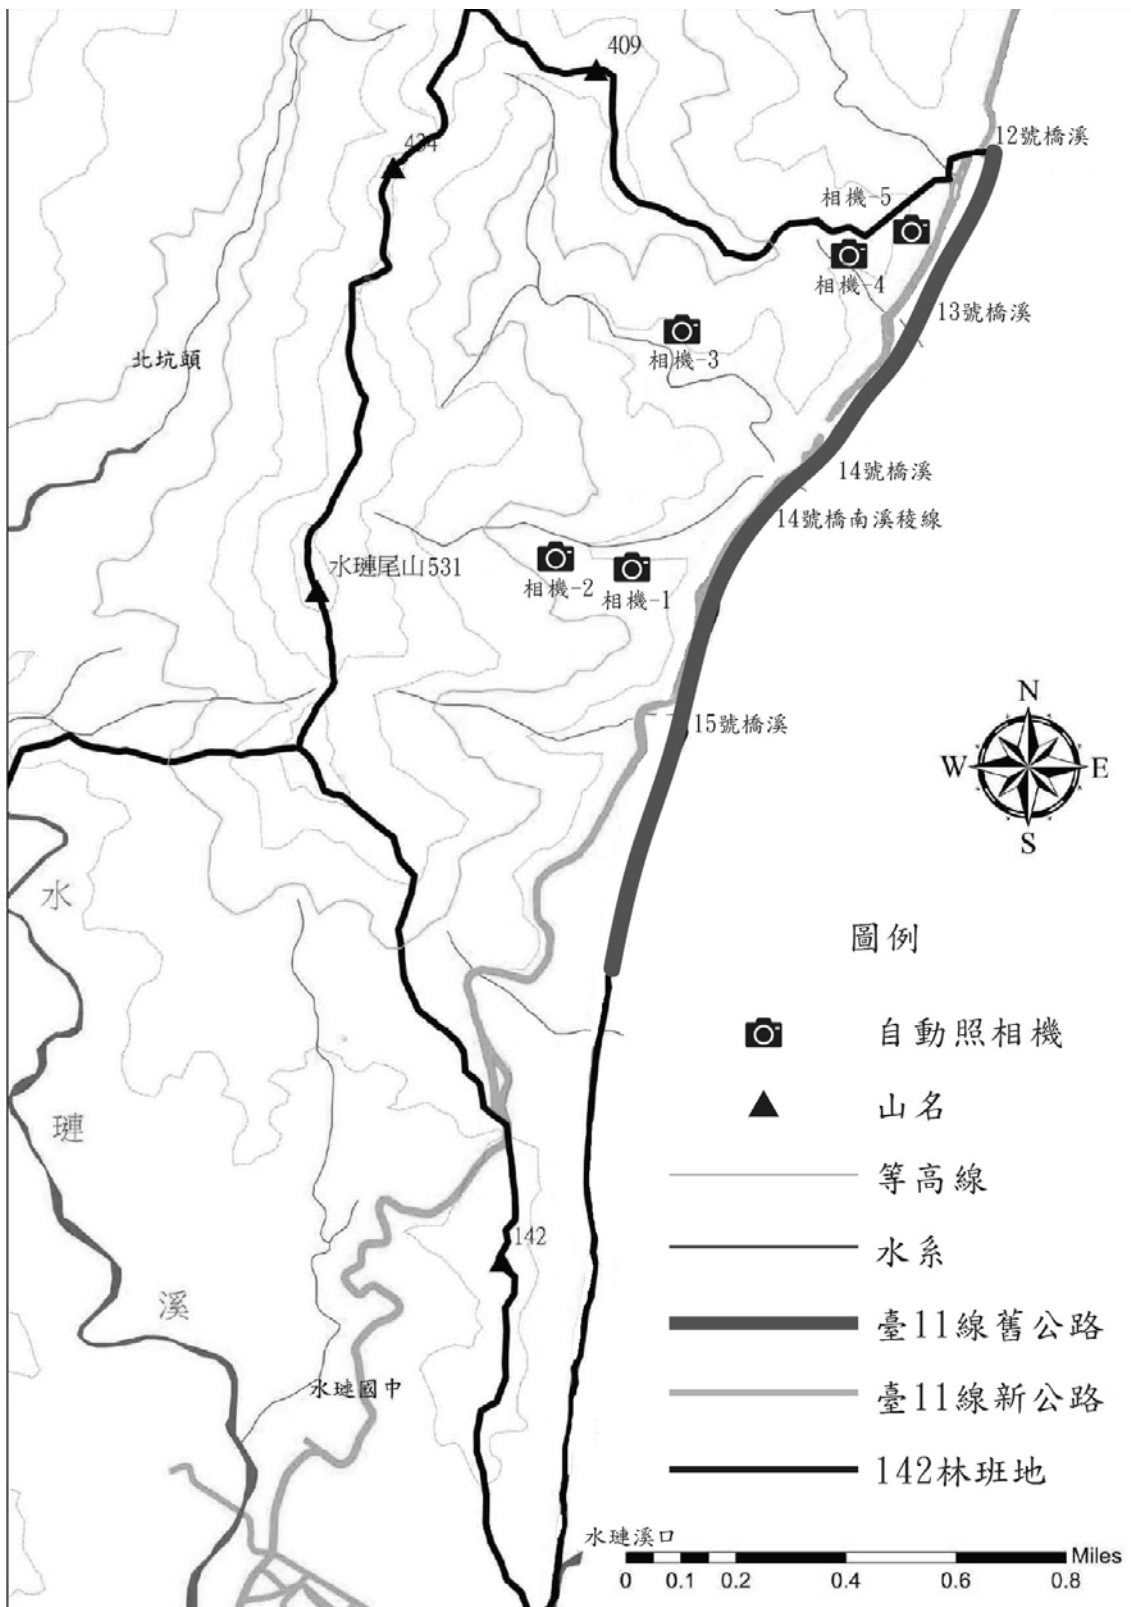 409
12號橋溪
434
相機-5
相機-4
13號橋溪
北坑頭
相機-3
14號橋溪
14號橋南溪稜線
水璉尾山531
相機-2
相機-1
15號橋溪
N
W
E
S
水
璉
溪
圖例
自動照相機
山名
等高線
水系
臺11線舊公路
臺11線新公路
142林班地
142
水璉國中
水璉溪口
Miles
0 0.1 0.2 0.4 0.6 0.8